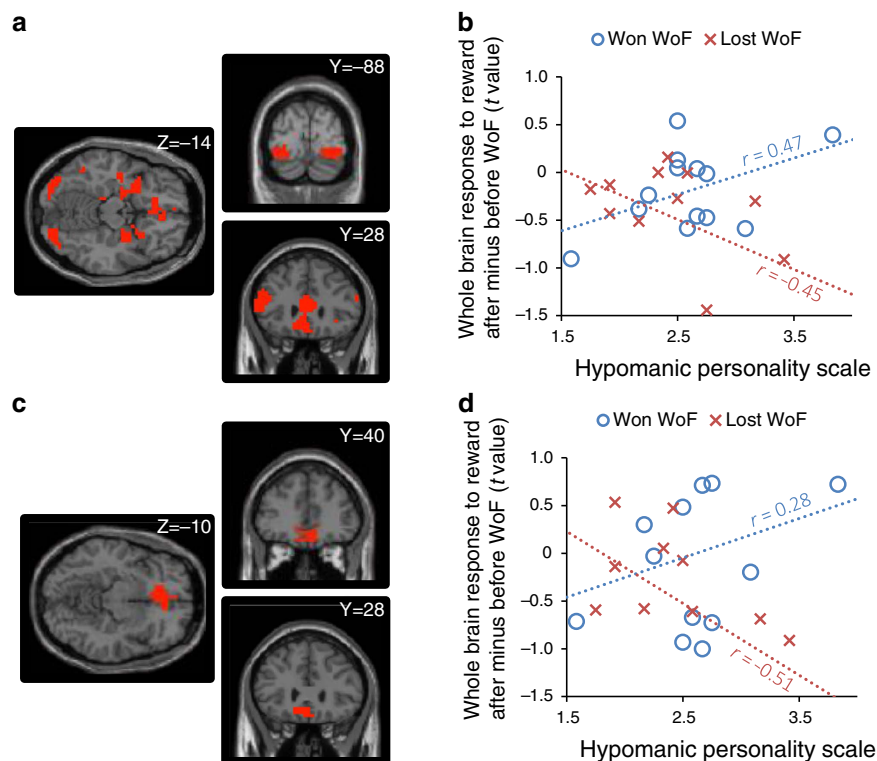 a
Z=–14
Y=–88
Y=28
b
Won WoF Lost WoF
Whole brain response to reward
after minus before WoF (t value)
1.0
0.5
0
–0.5
–1.0
–1.5
r = 0.47
r=–0.45
1.5 2.5 3.5
Hypomanic personality scale
c
Z=–10
Y=40
Y=28
d
Won WoF Lost WoF
Whole brain response to reward
after minus before WoF (t value)
1.0
0.5
0
–0.5
–1.0
–1.5
r = 0.28
r=–0.51
1.5 2.5 3.5
Hypomanic personality scale